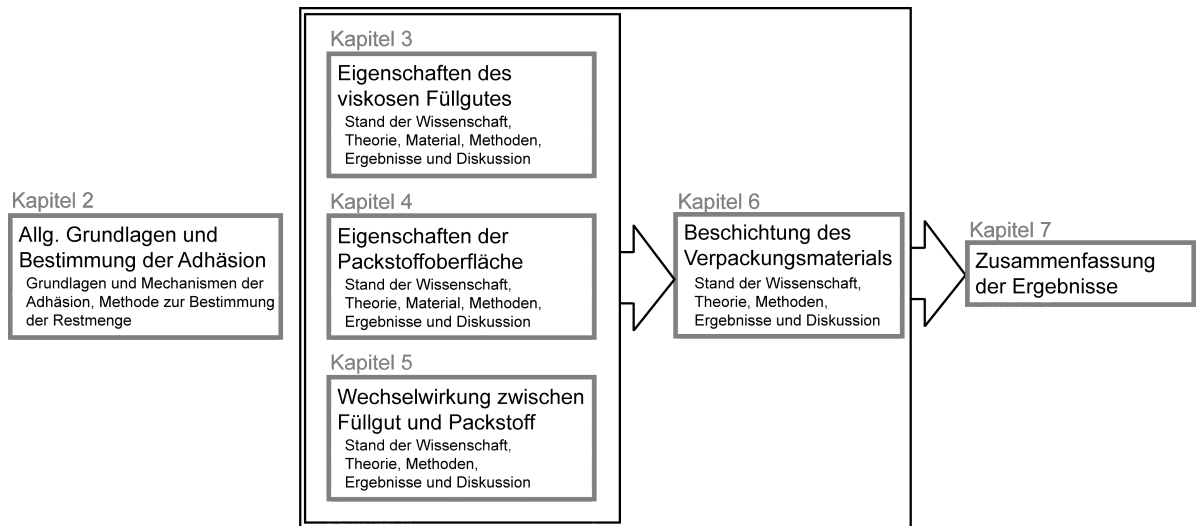 Kapitel 2
Allg. Grundlagen und
Bestimmung der Adhäsion
Grundlagen und Mechanismen der
Adhäsion, Methode zur Bestimmung
der Restmenge
Kapitel 3
Eigenschaften des
viskosen Füllgutes
Stand der Wissenschaft,
Theorie, Material, Methoden,
Ergebnisse und Diskussion
Kapitel 4
Eigenschaften der
Packstoffoberfläche
Stand der Wissenschaft,
Theorie, Material, Methoden,
Ergebnisse und Diskussion
Kapitel 5
Wechselwirkung zwischen
Füllgut und Packstoff
Stand der Wissenschaft,
Theorie, Methoden,
Ergebnisse und Diskussion
Kapitel 6
Beschichtung des
Verpackungsmaterials
Stand der Wissenschaft,
Theorie, Methoden,
Ergebnisse und Diskussion
Kapitel 7
Zusammenfassung
der Ergebnisse